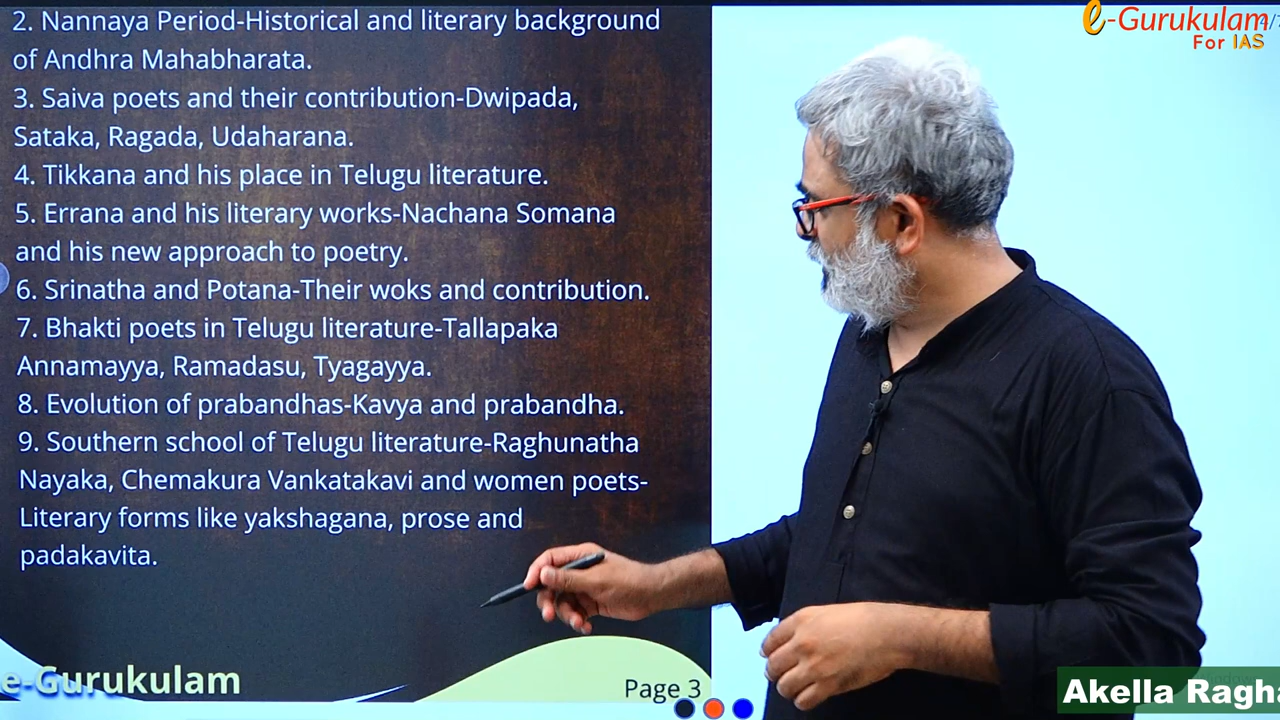 2. Nannaya Period-Historical and literary background
of Andhra Mahabharata.
3. Saiva poets and their contribution-Dwipada,
Sataka, Ragada, Udaharana.
4. Tikkana and his place in Telugu literature.
5. Errana and his literary works-Nachana Somana
and his new approach to poetry.
6. Srinatha and Potana-Their woks and contribution.
7. Bhakti poets in Telugu literature-Tallapaka
Annamayya, Ramadasu, Tyagayya.
8. Evolution of prabandhas-Kavya and prabandha.
9. Southern school of Telugu literature-Raghunatha
Nayaka, Chemakura Vankatakavi and women poets-
Literary forms like yakshagana, prose and
padakavita.
e-Gurukulam
Page 3
e-Gurukulam
For IAS
Akella